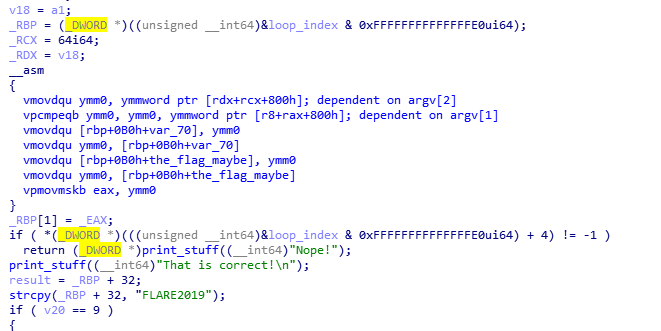 v18 = a1;
_RBP = (_DWORD *)((unsigned __int64)&loop_index & 0xFFFFFFFFFFFFFFE0ui64);
_RCX = 64i64;
_RDX = v18;
__asm
{
vmovdqu ymm0, ymmword ptr [rdx+rcx+800h]; dependent on argv[2]
vpcmpeqb ymm0, ymm0, ymmword ptr [r8+rax+800h]; dependent on argv[1]
vmovdqu [rbp+0B0h+var_70], ymm0
vmovdqu ymm0, [rbp+0B0h+var_70]
vmovdqu [rbp+0B0h+the_flag_maybe], ymm0
vmovdqu ymm0, [rbp+0B0h+the_flag_maybe]
vpmovmskb eax, ymm0
}
_RBP[1] = _EAX;
if ( *(_DWORD *)(((unsigned __int64)&loop_index & 0xFFFFFFFFFFFFFFE0ui64) + 4) != -1 )
return (_DWORD *)print_stuff((__int64)"Nope!");
print_stuff((__int64)"That is correct!\n");
result = _RBP + 32;
strcpy(_RBP + 32, "FLARE2019");
if ( v20 == 9 )
{